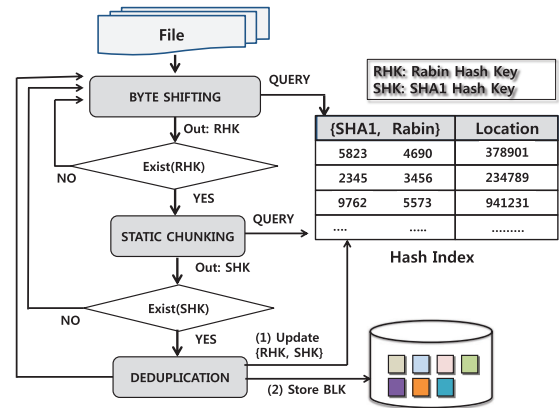 File
RHK: Rabin Hash Key
SHK: SHA1 Hash Key
QUERY
BYTE SHIFTING
Out: RHK
{SHA1, Rabin} Location
5823 4690 378901
2345 3456 234789
9762 5573 941231
.... ..... .........
Hash Index
Exist(RHK)
NO
YES
QUERY
STATIC CHUNKING
Out: SHK
Exist(SHK)
NO
YES
(1) Update
{RHK, SHK}
DEDUPLICATION
(2) Store BLK